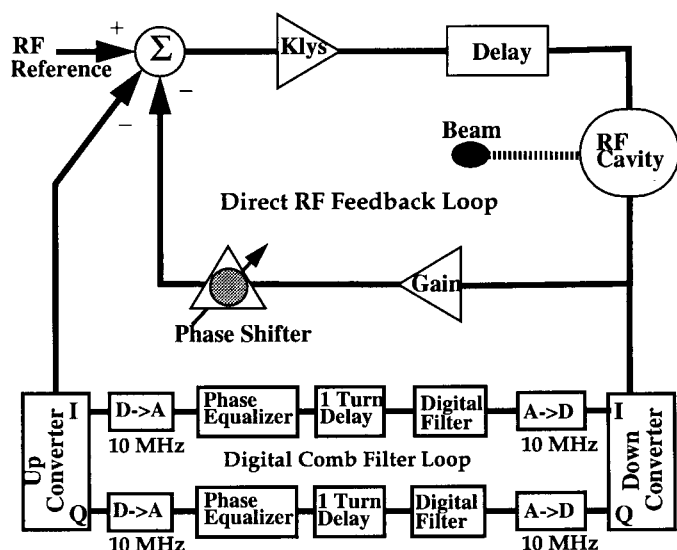 RF
Reference
+
Σ
−
−
Klys
Delay
Beam
RF
Cavity
Direct RF Feedback Loop
Gain
Phase Shifter
Up
Converter
I
D->A
10 MHz
Phase
Equalizer
1 Turn
Delay
Digital
Filter
A->D
10 MHz
I
Down
Converter
Digital Comb Filter Loop
Q
D->A
10 MHz
Phase
Equalizer
1 Turn
Delay
Digital
Filter
A->D
10 MHz
Q